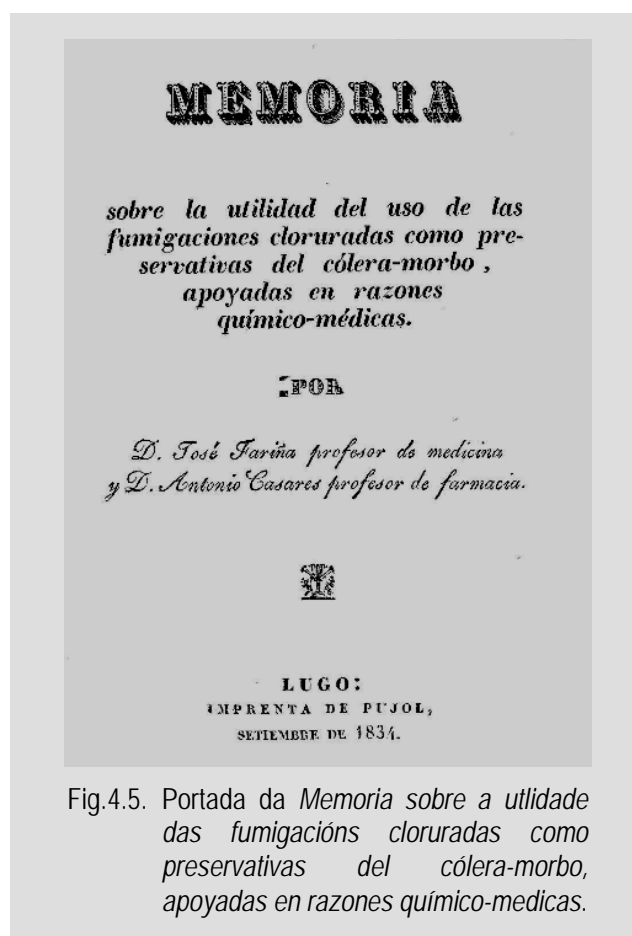 MEMORIA
sobre la utilidad del uso de las
fumigaciones cloruradas como pre-
servativas del cólera-morbo ,
apoyadas en razones
químico-médicas.
POR
D. José Fariña profesor de medicina
y D. Antonio Casares profesor de farmacia.
LUGO:
IMPRENTA DE PUJOL,
SETIEMBRE DE 1834.
Fig.4.5. Portada da Memoria sobre a utlidade
das fumigacións cloruradas como
preservativas del cólera-morbo,
apoyadas en razones químico-medicas.